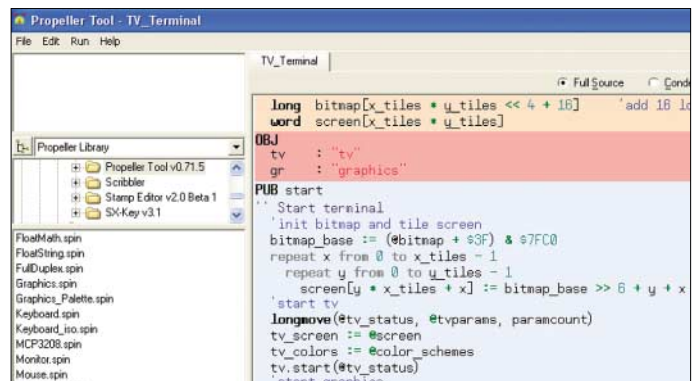 Propeller Tool - TV_Terminal
File Edit Run Help
TV_Terminal
Full Source
long bitmap[x_tiles * y_tiles << 4 + 16] 'add 16
word screen[x_tiles * y_tiles]
OBJ
tv : "tv"
gr : "graphics"
PUB start
'' Start terminal
'init bitmap and tile screen
bitmap_base := (@bitmap + $3F) & $7FC0
repeat x from 0 to x_tiles - 1
repeat y from 0 to y_tiles - 1
screen[y * x_tiles + x] := bitmap_base >> 6 + y + x
'start tv
longmove(@tv_status, @tvparams, paramcount)
tv_screen := @screen
tv_colors := @color_schemes
tv.start(@tv_status)
'start graphics
Propeller Library
Propeller Tool v0.71.5
Scribbler
Stamp Editor v2.0 Beta 1
SX-Key v3.1
FloatMath.spin
FloatString.spin
FullDuplex.spin
Graphics.spin
Graphics_Palette.spin
Keyboard.spin
Keyboard_iso.spin
MCP3208.spin
Monitor.spin
Mouse.spin